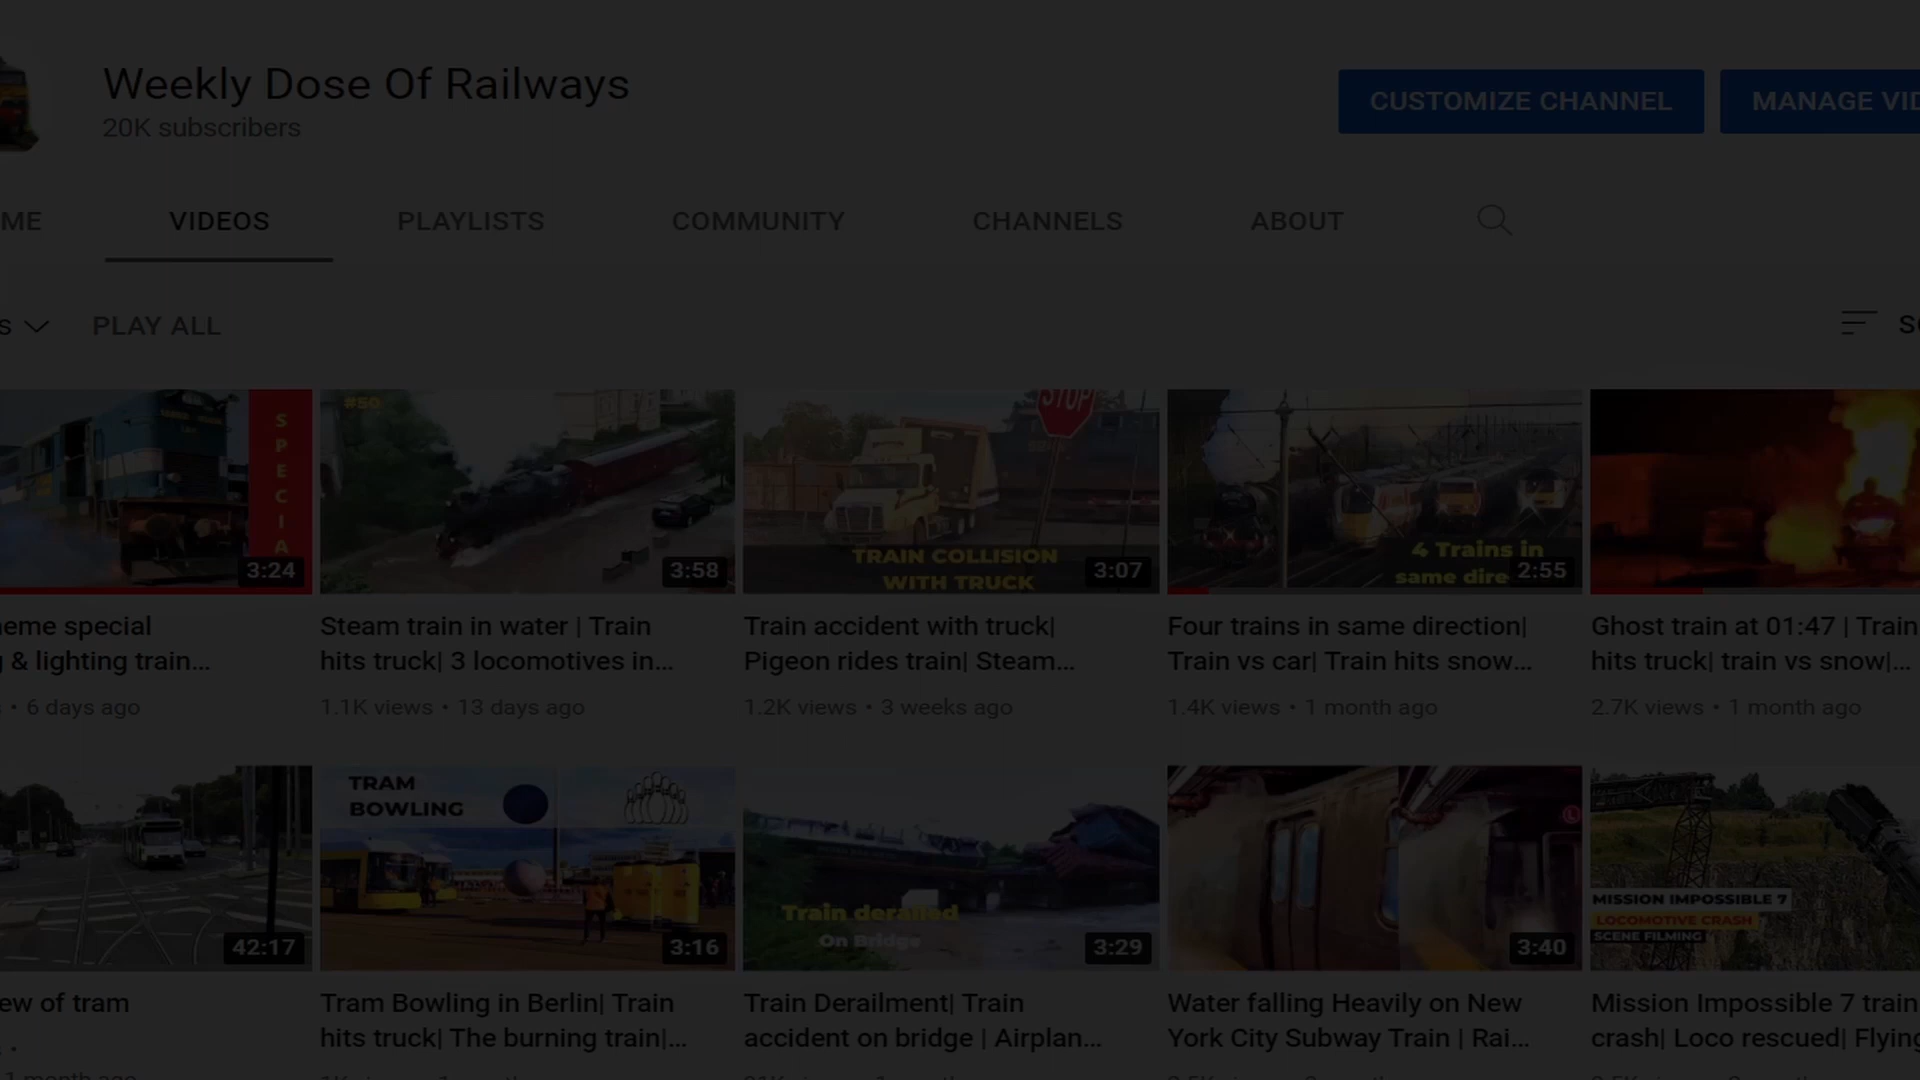 Weekly Dose Of Railways
20K subscribers
CUSTOMIZE CHANNEL
MANAGE VID
ME
VIDEOS
PLAYLISTS
COMMUNITY
CHANNELS
ABOUT
S
PLAY ALL
SPECIA
3:24
#50
3:58
STOP
TRAIN COLLISION
WITH TRUCK
3:07
4 Trains in
same dire
2:55
eme special
& lighting train...
6 days ago
Steam train in water | Train
hits truck| 3 locomotives in...
1.1K views • 13 days ago
Train accident with truck|
Pigeon rides train| Steam...
1.2K views • 3 weeks ago
Four trains in same direction|
Train vs car| Train hits snow...
1.4K views • 1 month ago
Ghost train at 01:47 | Train
hits truck| train vs snow|...
2.7K views • 1 month ago
42:17
TRAM
BOWLING
3:16
Train derailed
On Bridge
3:29
L
3:40
MISSION IMPOSSIBLE 7
LOCOMOTIVE CRASH
SCENE FILMING
ew of tram
1 month ago
Tram Bowling in Berlin| Train
hits truck| The burning train|...
Train Derailment| Train
accident on bridge | Airplan...
Water falling Heavily on New
York City Subway Train | Rai...
Mission Impossible 7 train
crash| Loco rescued| Flying